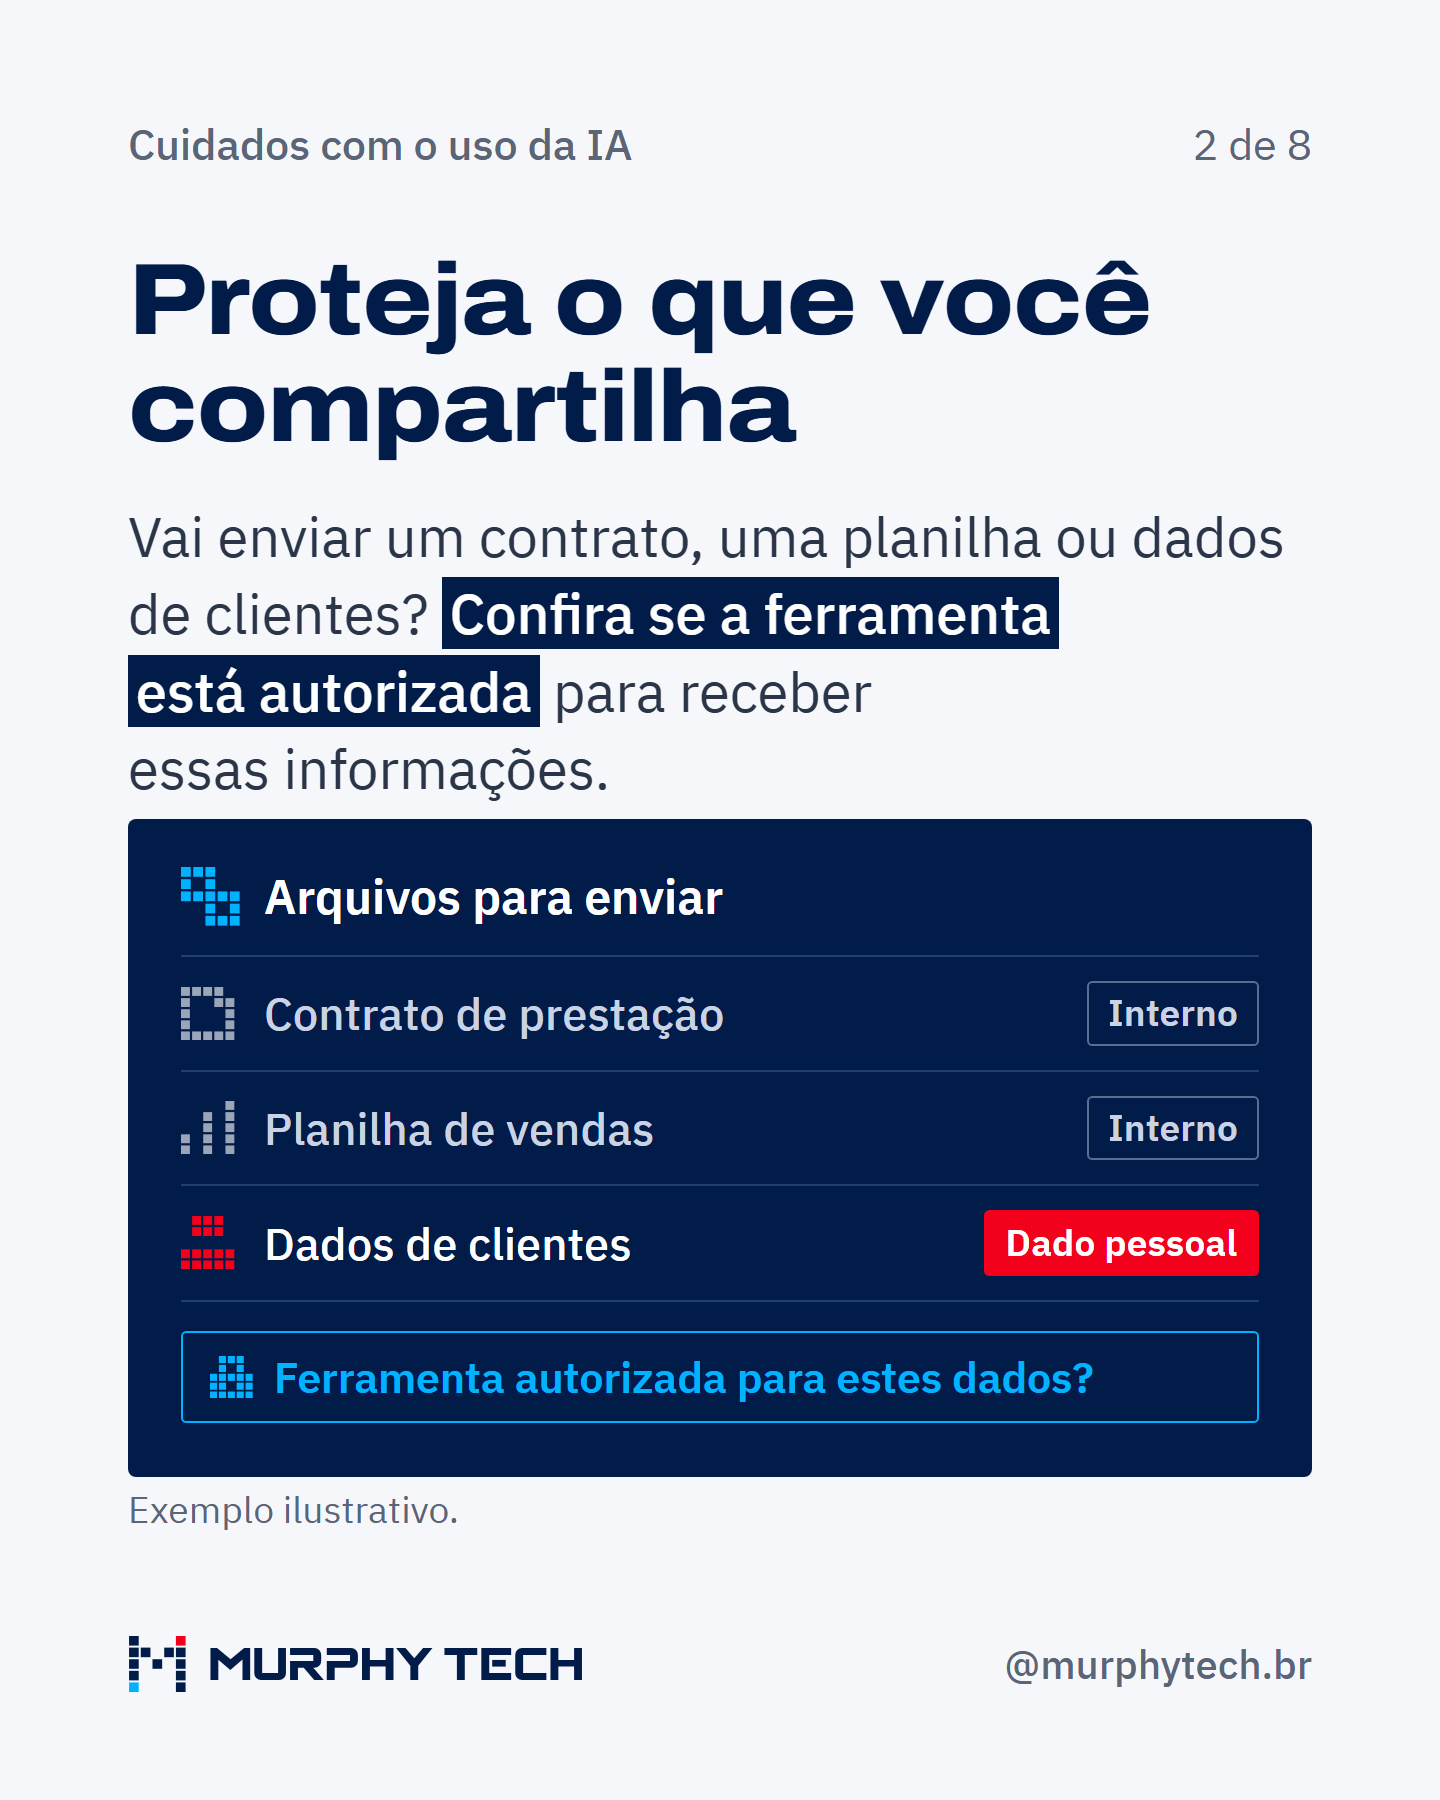 Cuidados com o uso da IA
2 de 8
Proteja o que você
compartilha
Vai enviar um contrato, uma planilha ou dados
de clientes? Confira se a ferramenta
está autorizada para receber
essas informações.
Arquivos para enviar
Contrato de prestação
Interno
Planilha de vendas
Interno
Dados de clientes
Dado pessoal
Ferramenta autorizada para estes dados?
Exemplo ilustrativo.
MURPHY TECH
@murphytech.br